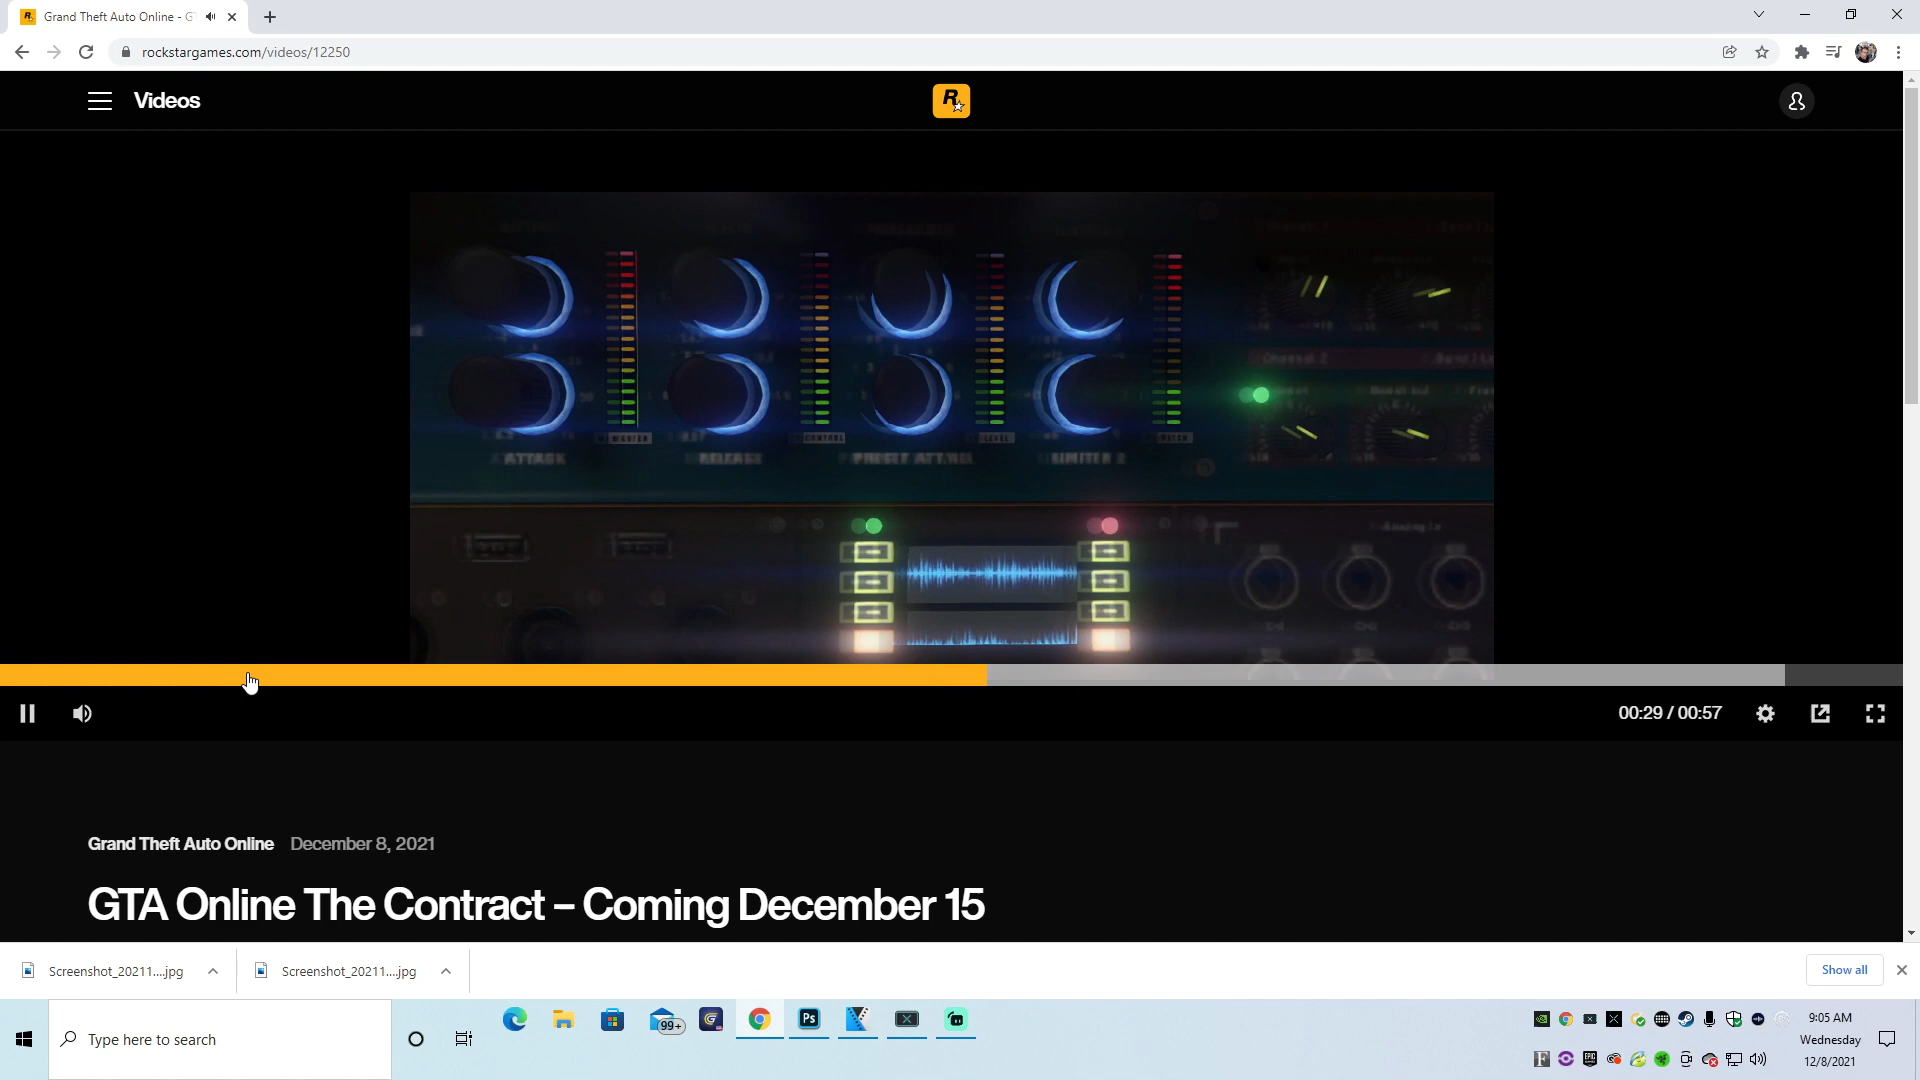 Grand Theft Auto Online - G
rockstargames.com/videos/12250
Videos
R
ATTACK
RELEASE
LIMITER 2
00:29 / 00:57
Grand Theft Auto Online December 8, 2021
GTA Online The Contract – Coming December 15
Screenshot_20211....jpg
Screenshot_20211....jpg
Show all
Type here to search
99+
Ps
9:05 AM
Wednesday
12/8/2021